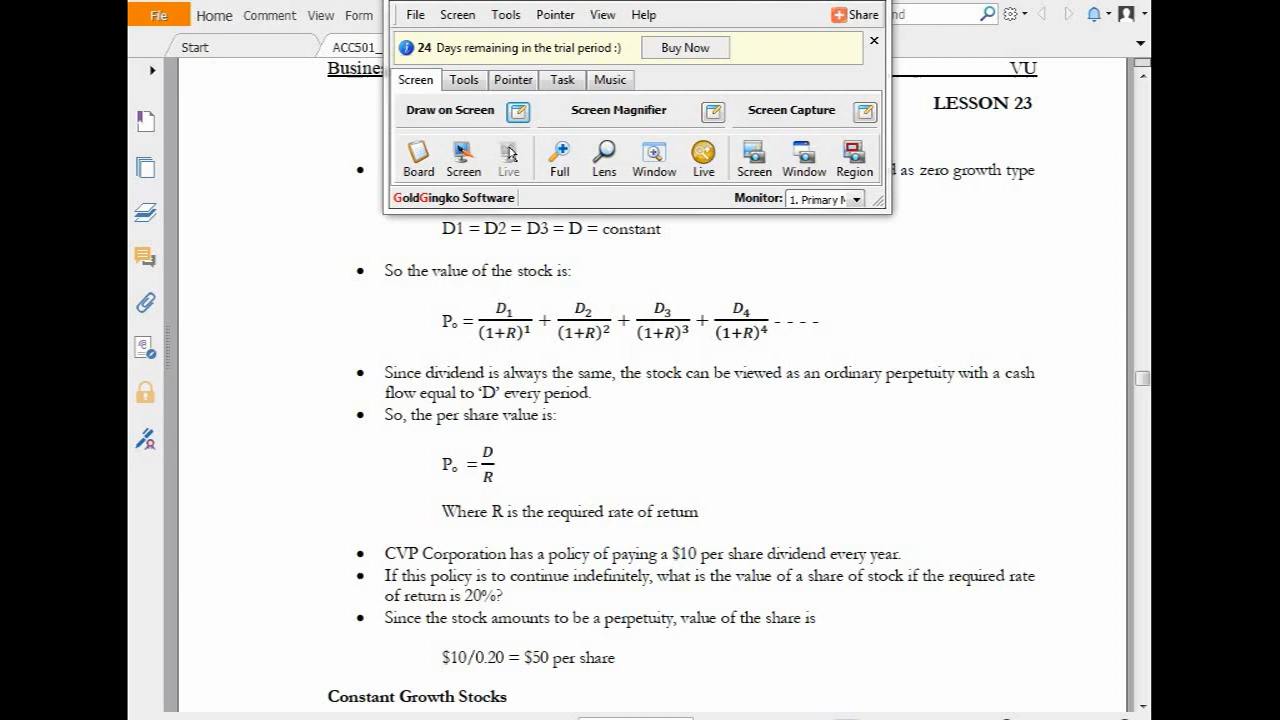 File Home Comment View Form
File Screen Tools Pointer View Help Share
nd
24 Days remaining in the trial period :) Buy Now
Start ACC501_
Screen Tools Pointer Task Music
Busine VU
Draw on Screen Screen Magnifier Screen Capture
LESSON 23
Board Screen Live Full Lens Window Live Screen Window Region
• d as zero growth type
GoldGingko Software Monitor: 1. Primary M
D1 = D2 = D3 = D = constant
• So the value of the stock is:
P₀ = D₁/(1+R)¹ + D₂/(1+R)² + D₃/(1+R)³ + D₄/(1+R)⁴ - - - -
• Since dividend is always the same, the stock can be viewed as an ordinary perpetuity with a cash
flow equal to ‘D’ every period.
• So, the per share value is:
P₀ = D/R
Where R is the required rate of return
• CVP Corporation has a policy of paying a $10 per share dividend every year.
• If this policy is to continue indefinitely, what is the value of a share of stock if the required rate
of return is 20%?
• Since the stock amounts to be a perpetuity, value of the share is
$10/0.20 = $50 per share
Constant Growth Stocks